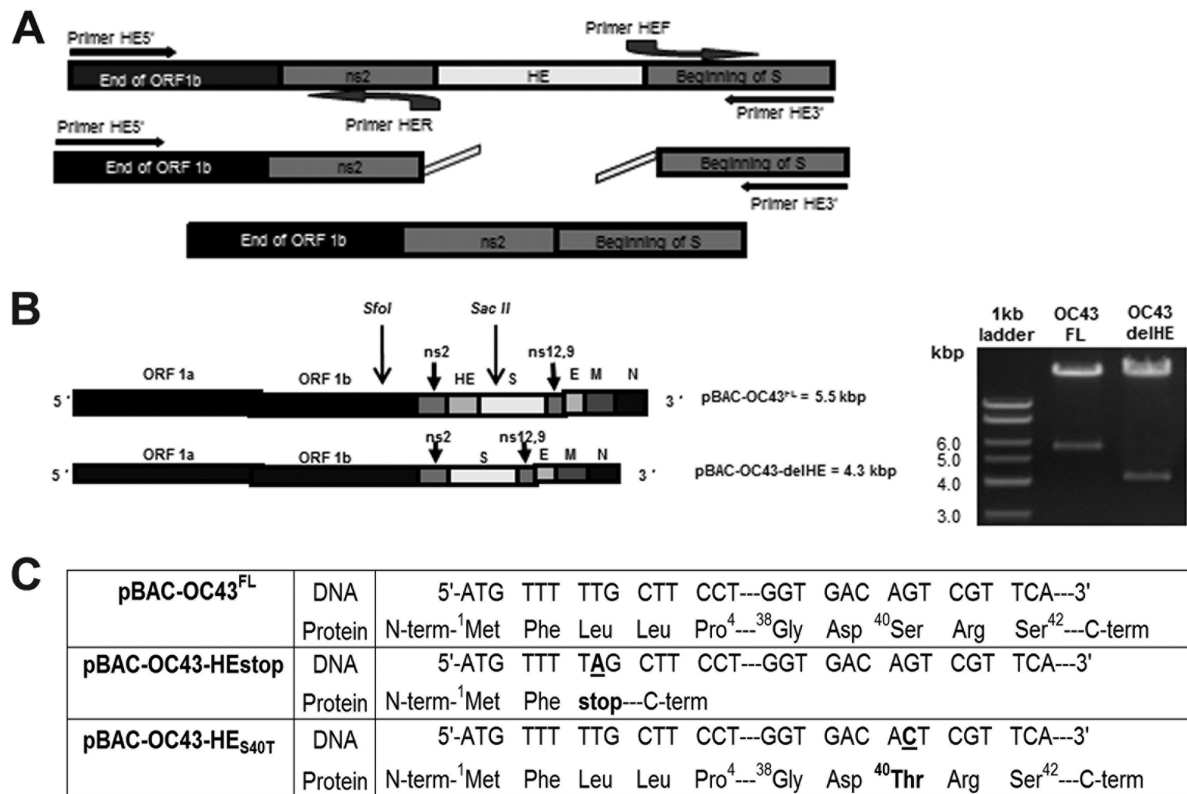 A
Primer HE5'
Primer HEF
End of ORF1b
ns2
HE
Beginning of S
Primer HE5'
Primer HER
Primer HE3'
End of ORF 1b
ns2
Beginning of S
Primer HE3'
End of ORF 1b
ns2
Beginning of S
B
SfoI
Sac II
ns2
ns12,9
ORF 1a
ORF 1b
HE
S
E
M
N
5 '
3 '
pBAC-OC43FL = 5.5 kbp
ns2
ns12,9
ORF 1a
ORF 1b
S
E
M
N
5 '
3 '
pBAC-OC43-delHE = 4.3 kbp
kbp
1kb ladder
OC43 FL
OC43 delHE
6.0
5.0
4.0
3.0
C
pBAC-OC43FL DNA 5'-ATG TTT TTG CTT CCT---GGT GAC AGT CGT TCA---3'
Protein N-term-1Met Phe Leu Leu Pro4---38Gly Asp 40Ser Arg Ser42---C-term
pBAC-OC43-HEstop DNA 5'-ATG TTT TAG CTT CCT---GGT GAC AGT CGT TCA---3'
Protein N-term-1Met Phe stop---C-term
pBAC-OC43-HES40T DNA 5'-ATG TTT TTG CTT CCT---GGT GAC ACT CGT TCA---3'
Protein N-term-1Met Phe Leu Leu Pro4---38Gly Asp 40Thr Arg Ser42---C-term